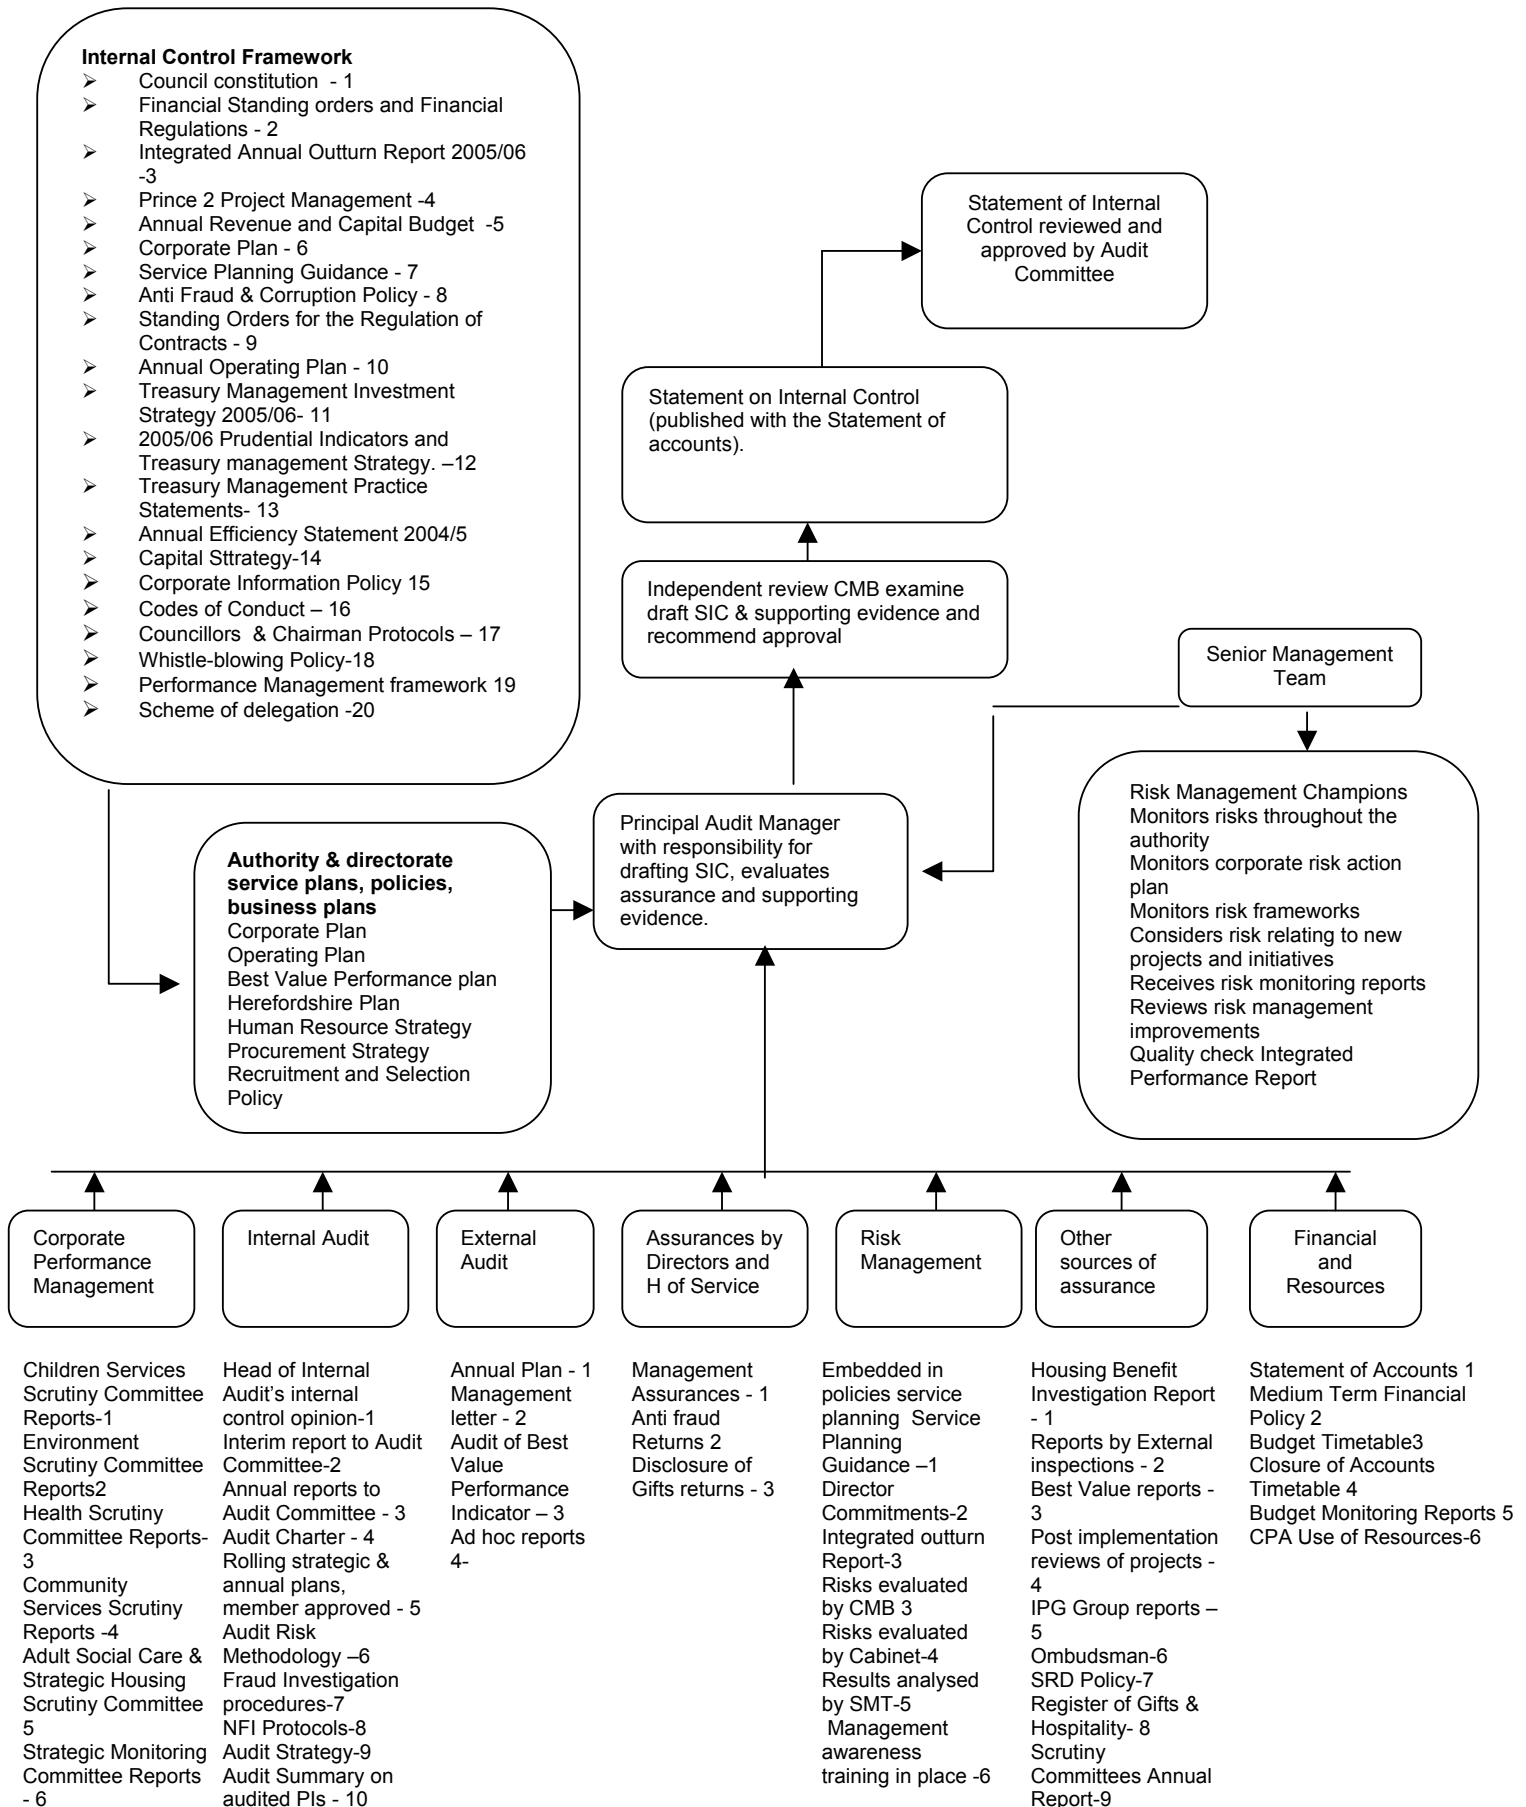 Internal Control Framework
➢ Council constitution  - 1
➢ Financial Standing orders and Financial
Regulations - 2
➢ Integrated Annual Outturn Report 2005/06
-3
➢ Prince 2 Project Management -4
➢ Annual Revenue and Capital Budget  -5
➢ Corporate Plan - 6
➢ Service Planning Guidance - 7
➢ Anti Fraud & Corruption Policy - 8
➢ Standing Orders for the Regulation of
Contracts - 9
➢ Annual Operating Plan - 10
➢ Treasury Management Investment
Strategy 2005/06- 11
➢ 2005/06 Prudential Indicators and
Treasury management Strategy. –12
➢ Treasury Management Practice
Statements- 13
➢ Annual Efficiency Statement 2004/5
➢ Capital Sttrategy-14
➢ Corporate Information Policy 15
➢ Codes of Conduct – 16
➢ Councillors  & Chairman Protocols – 17
➢ Whistle-blowing Policy-18
➢ Performance Management framework 19
➢ Scheme of delegation -20
Statement of Internal
Control reviewed and
approved by Audit
Committee
Statement on Internal Control
(published with the Statement of
accounts).
Independent review CMB examine
draft SIC & supporting evidence and
recommend approval
Senior Management
Team
Risk Management Champions
Monitors risks throughout the
authority
Monitors corporate risk action
plan
Monitors risk frameworks
Considers risk relating to new
projects and initiatives
Receives risk monitoring reports
Reviews risk management
improvements
Quality check Integrated
Performance Report
Principal Audit Manager
with responsibility for
drafting SIC, evaluates
assurance and supporting
evidence.
Authority & directorate
service plans, policies,
business plans
Corporate Plan
Operating Plan
Best Value Performance plan
Herefordshire Plan
Human Resource Strategy
Procurement Strategy
Recruitment and Selection
Policy
Corporate
Performance
Management
Internal Audit
External
Audit
Assurances by
Directors and
H of Service
Risk
Management
Other
sources of
assurance
Financial
and
Resources
Children Services
Scrutiny Committee
Reports-1
Environment
Scrutiny Committee
Reports2
Health Scrutiny
Committee Reports-
3
Community
Services Scrutiny
Reports -4
Adult Social Care &
Strategic Housing
Scrutiny Committee
5
Strategic Monitoring
Committee Reports
- 6
Head of Internal
Audit’s internal
control opinion-1
Interim report to Audit
Committee-2
Annual reports to
Audit Committee - 3
Audit Charter - 4
Rolling strategic &
annual plans,
member approved - 5
Audit Risk
Methodology –6
Fraud Investigation
procedures-7
NFI Protocols-8
Audit Strategy-9
Audit Summary on
audited PIs - 10
Annual Plan - 1
Management
letter - 2
Audit of Best
Value
Performance
Indicator – 3
Ad hoc reports
4-
Management
Assurances - 1
Anti fraud
Returns 2
Disclosure of
Gifts returns - 3
Embedded in
policies service
planning  Service
Planning
Guidance –1
Director
Commitments-2
Integrated outturn
Report-3
Risks evaluated
by CMB 3
Risks evaluated
by Cabinet-4
Results analysed
by SMT-5
Management
awareness
training in place -6
Housing Benefit
Investigation Report
- 1
Reports by External
inspections - 2
Best Value reports -
3
Post implementation
reviews of projects -
4
IPG Group reports –
5
Ombudsman-6
SRD Policy-7
Register of Gifts &
Hospitality- 8
Scrutiny
Committees Annual
Report-9
Statement of Accounts 1
Medium Term Financial
Policy 2
Budget Timetable3
Closure of Accounts
Timetable 4
Budget Monitoring Reports 5
CPA Use of Resources-6